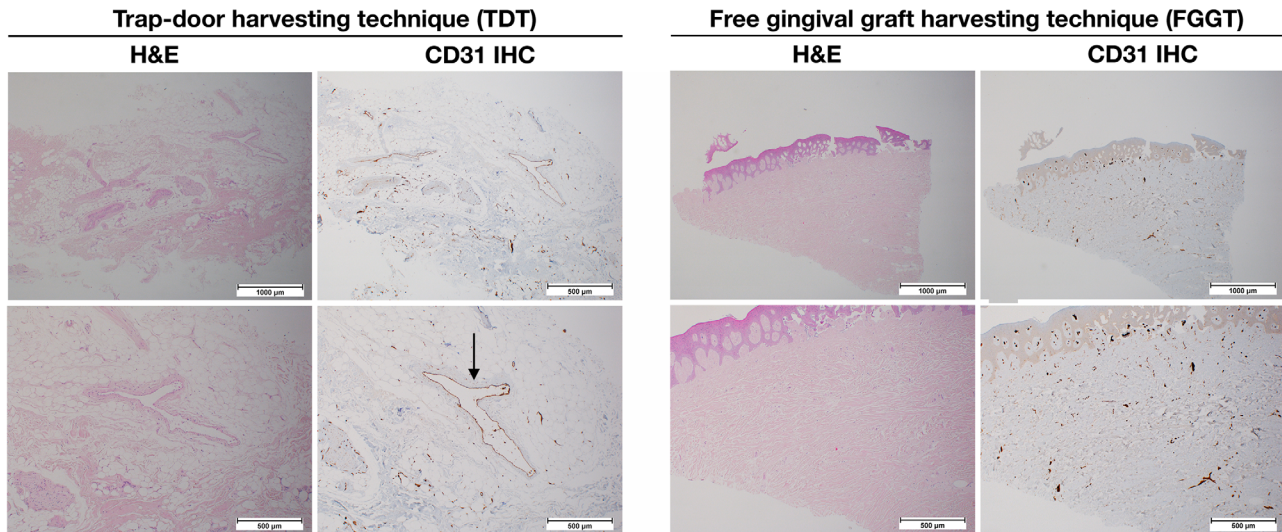 Trap-door harvesting technique (TDT)
Free gingival graft harvesting technique (FGGT)
H&E
CD31 IHC
H&E
CD31 IHC
1000 µm
500 µm
1000 µm
1000 µm
500 µm
500 µm
500 µm
500 µm